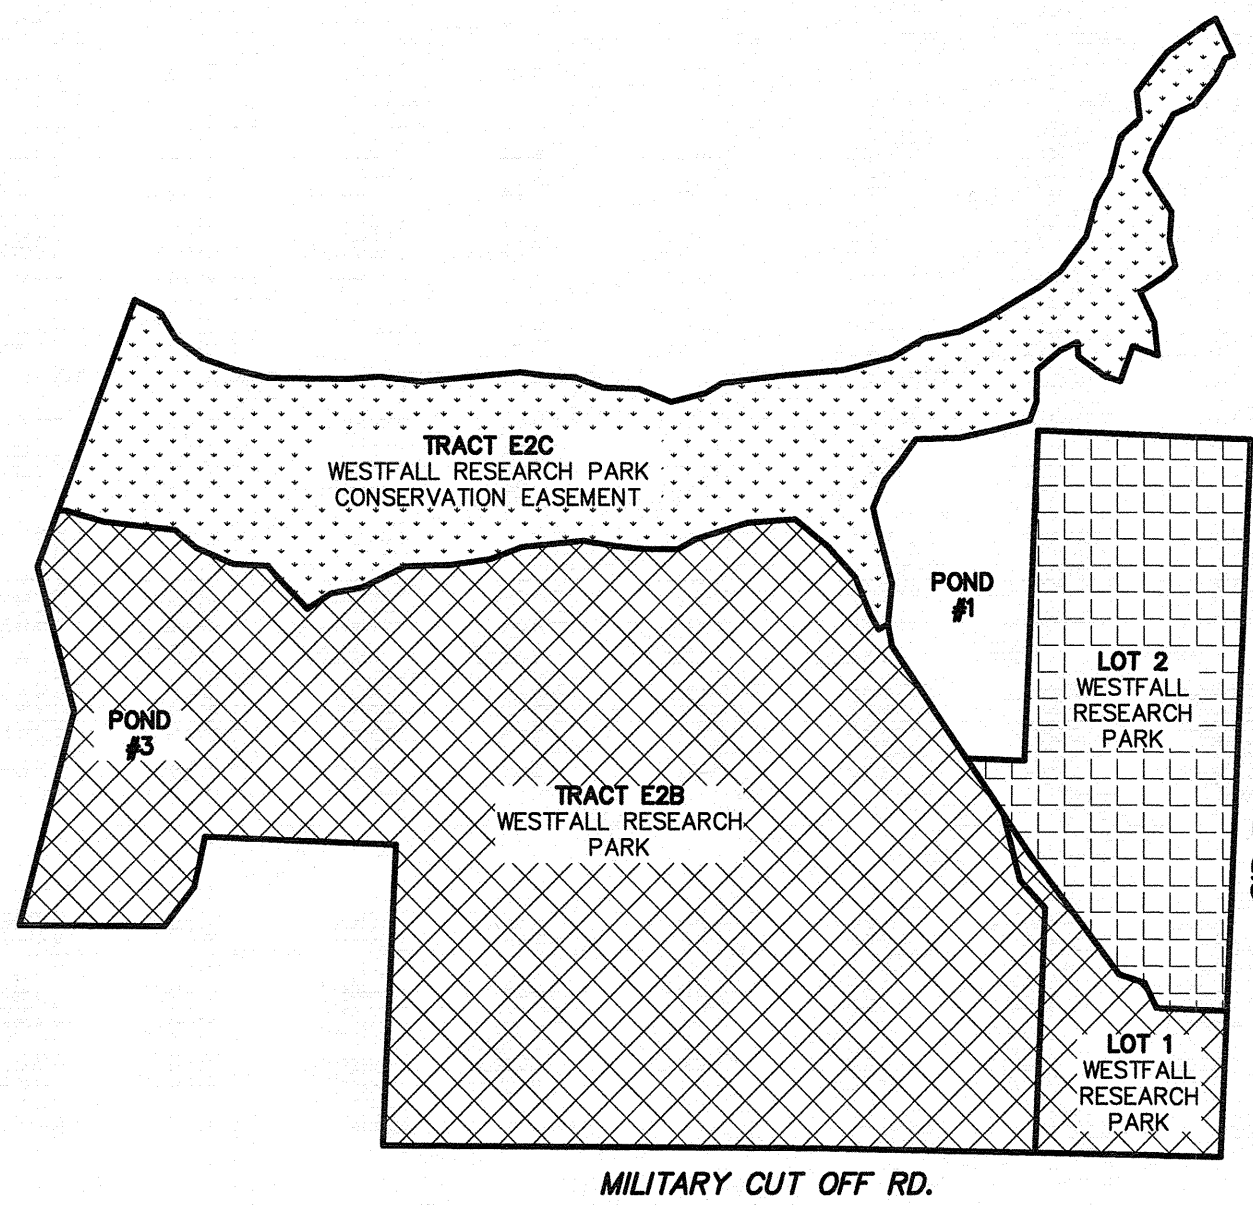 TRACT E2C
WESTFALL RESEARCH PARK
CONSERVATION EASEMENT
POND
#1
LOT 2
WESTFALL
RESEARCH
PARK
POND
#3
TRACT E2B
WESTFALL RESEARCH
PARK
LOT 1
WESTFALL
RESEARCH
PARK
MILITARY CUT OFF RD.